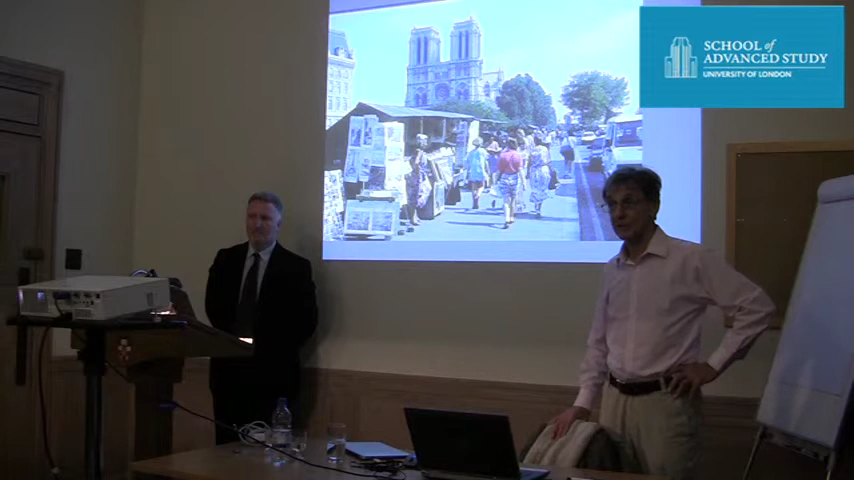 SCHOOL of
ADVANCED STUDY
UNIVERSITY OF LONDON